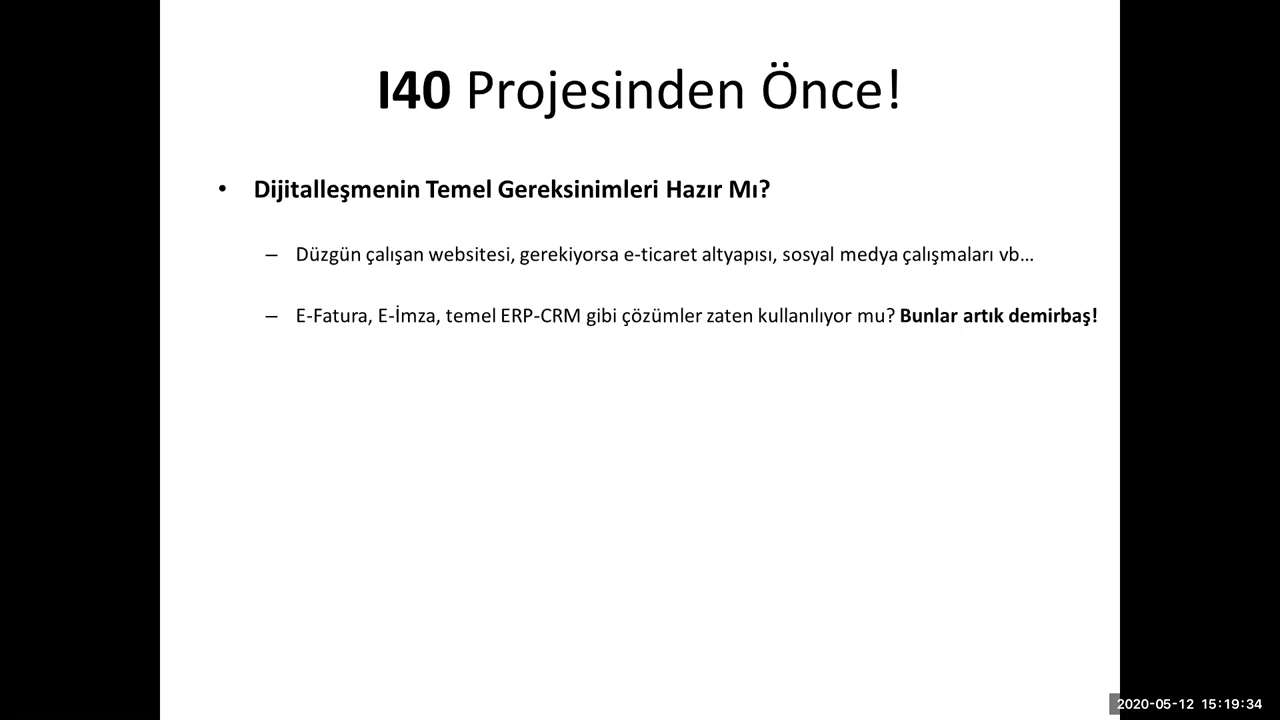 I40 Projesinden Önce!
• Dijitalleşmenin Temel Gereksinimleri Hazır Mı?
– Düzgün çalışan websitesi, gerekiyorsa e-ticaret altyapısı, sosyal medya çalışmaları vb…
– E-Fatura, E-İmza, temel ERP-CRM gibi çözümler zaten kullanılıyor mu? Bunlar artık demirbaş!
2020-05-12 15:19:34